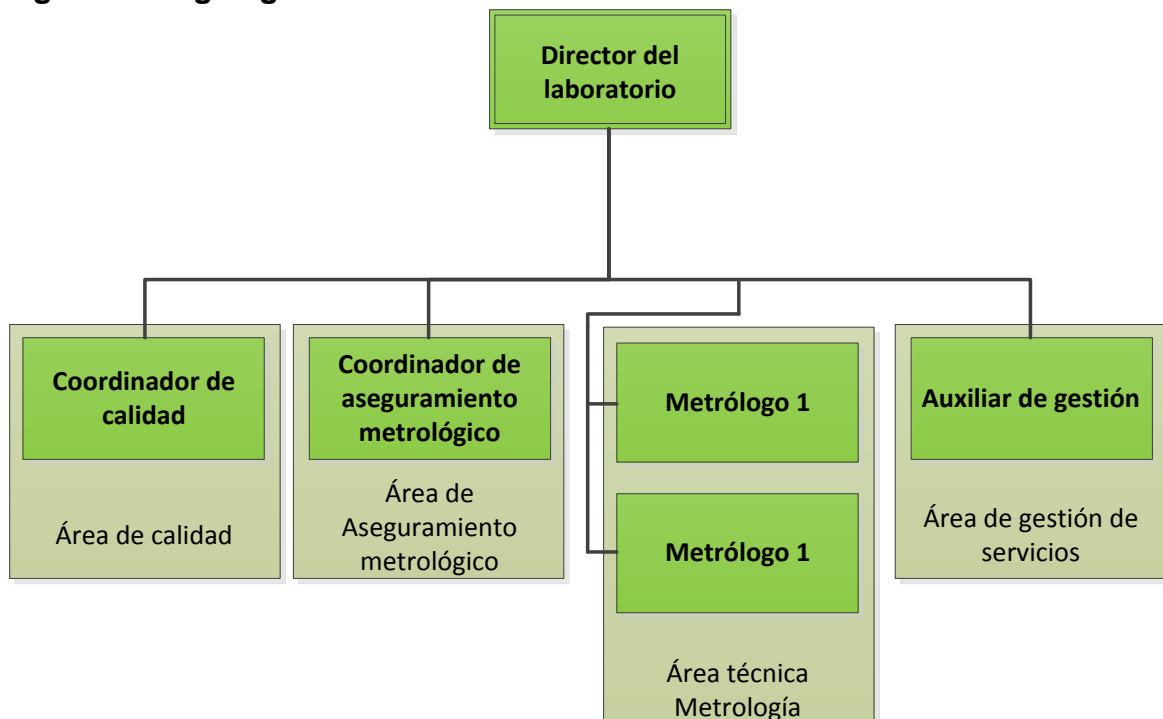 Director del
laboratorio
Coordinador de
calidad
Área de calidad
Coordinador de
aseguramiento
metrológico
Área de
Aseguramiento
metrológico
Metrólogo 1
Metrólogo 1
Área técnica
Metrología
Auxiliar de gestión
Área de gestión de
servicios